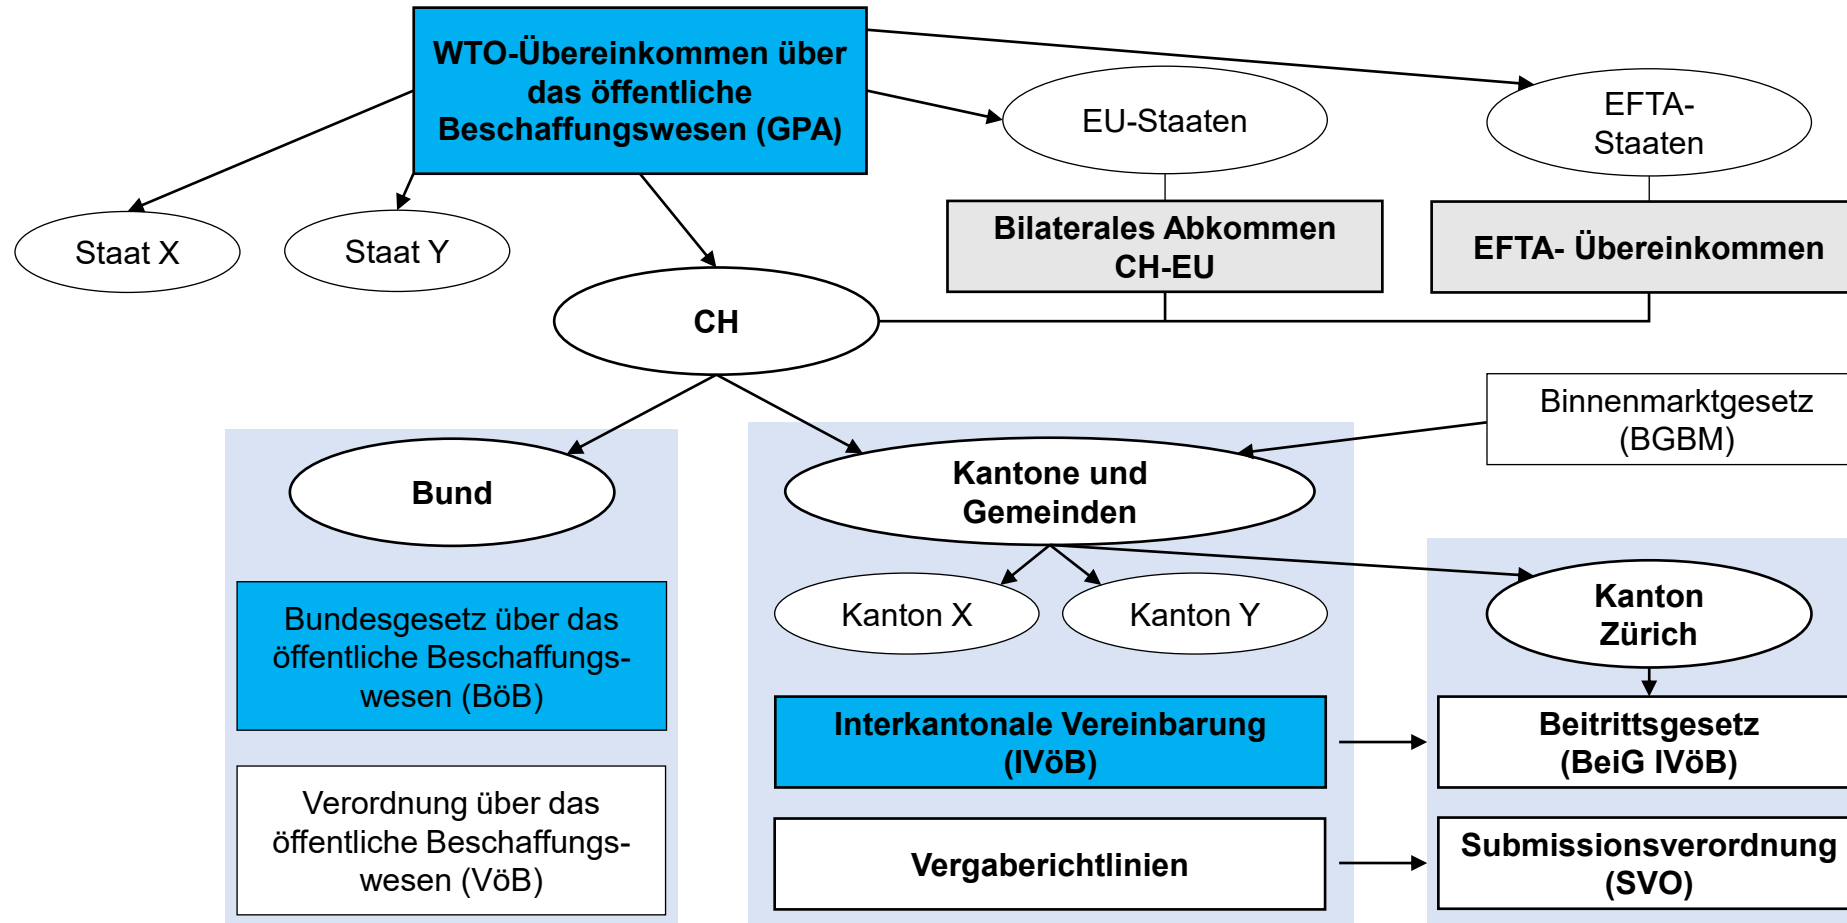 WTO-Übereinkommen über
das öffentliche
Beschaffungswesen (GPA)
EU-Staaten
EFTA-
Staaten
Staat X
Staat Y
Bilaterales Abkommen
CH-EU
EFTA- Übereinkommen
CH
Binnenmarktgesetz
(BGBM)
Bund
Kantone und
Gemeinden
Kanton X
Kanton Y
Kanton
Zürich
Bundesgesetz über das
öffentliche Beschaffungs-
wesen (BöB)
Interkantonale Vereinbarung
(IVöB)
Beitrittsgesetz
(BeiG IVöB)
Verordnung über das
öffentliche Beschaffungs-
wesen (VöB)
Vergaberichtlinien
Submissionsverordnung
(SVO)